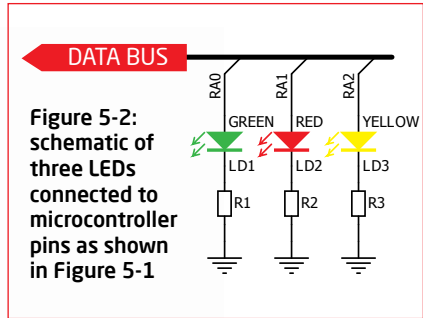 DATA BUS
RA0
RA1
RA2
Figure 5-2:
schematic of
three LEDs
connected to
microcontroller
pins as shown
in Figure 5-1
GREEN
RED
YELLOW
LD1
LD2
LD3
R1
R2
R3